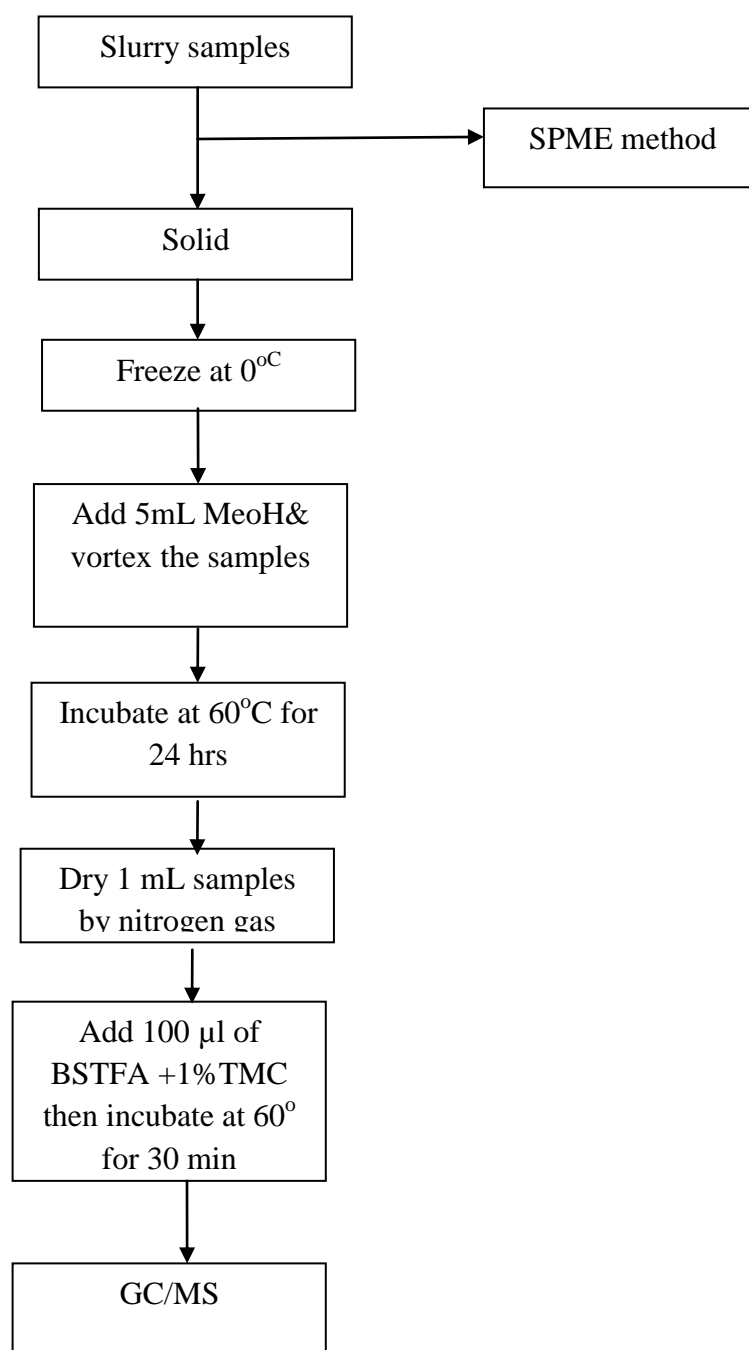 Slurry samples
SPME method
Solid
Freeze at 0oC
Add 5mL MeoH&
vortex the samples
Incubate at 60oC for
24 hrs
Dry 1 mL samples
by nitrogen gas
Add 100 µl of
BSTFA +1%TMC
then incubate at 60o
for 30 min
GC/MS